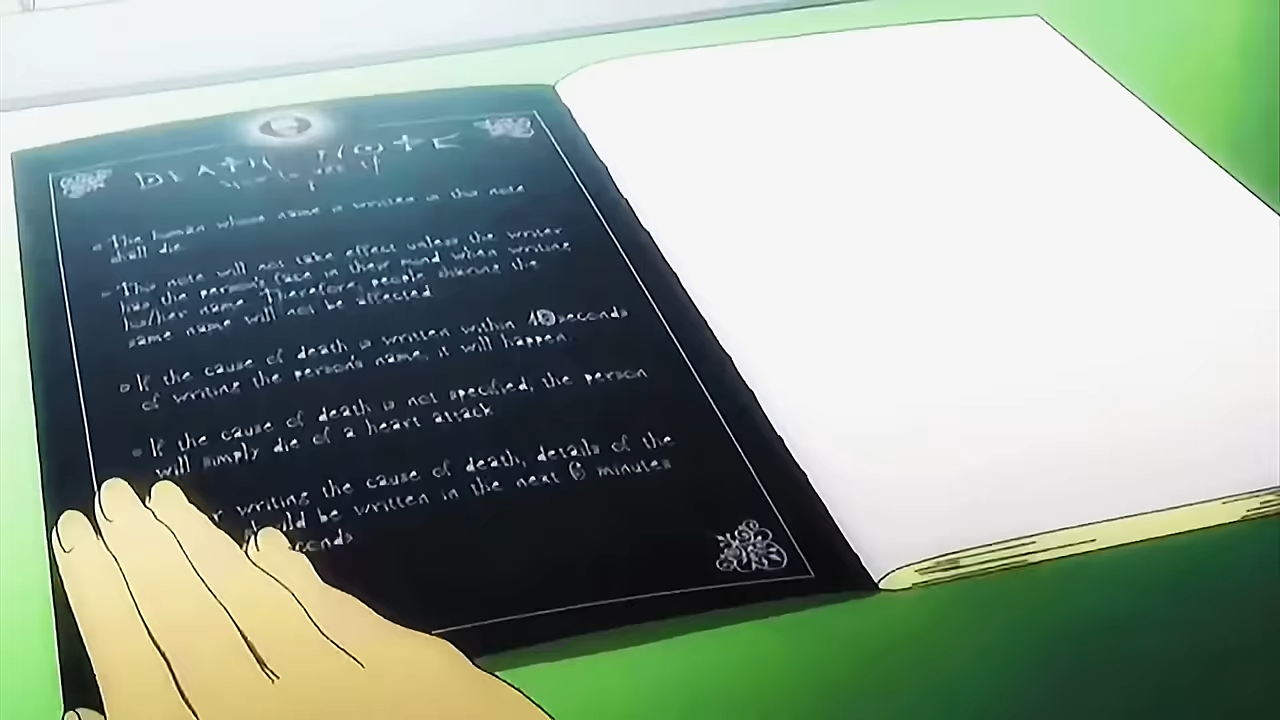 DEATH NOTE
How to use it
The human whose name is written in this note
shall die
This note will not take effect unless the writer
has the person's face in their mind when writing
his/her name. Therefore, people sharing the
same name will not be affected
If the cause of death is written within 40 seconds
of writing the person's name, it will happen
If the cause of death is not specified, the person
will simply die of a heart attack
writing the cause of death, details of the
should be written in the next 6 minutes
seconds